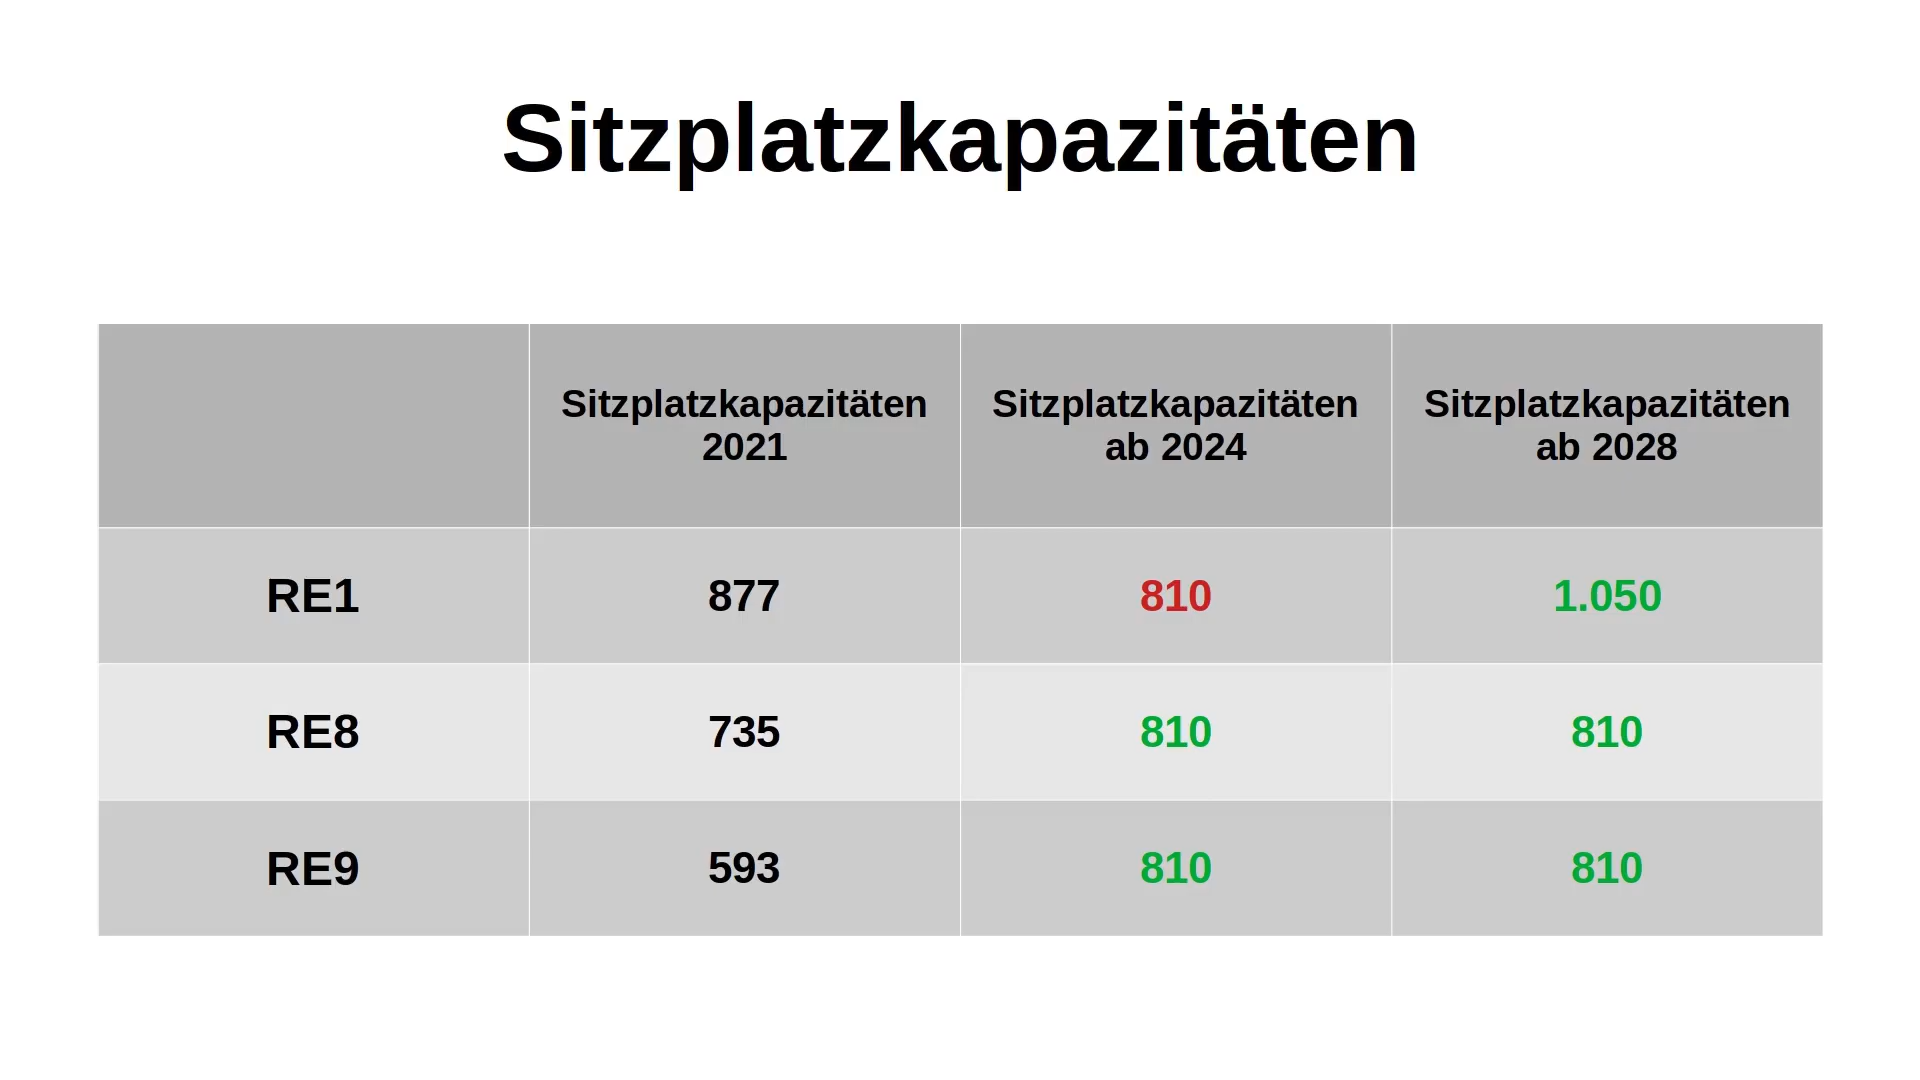 Sitzplatzkapazitäten
Sitzplatzkapazitäten 2021
Sitzplatzkapazitäten ab 2024
Sitzplatzkapazitäten ab 2028
RE1 877 810 1.050
RE8 735 810 810
RE9 593 810 810